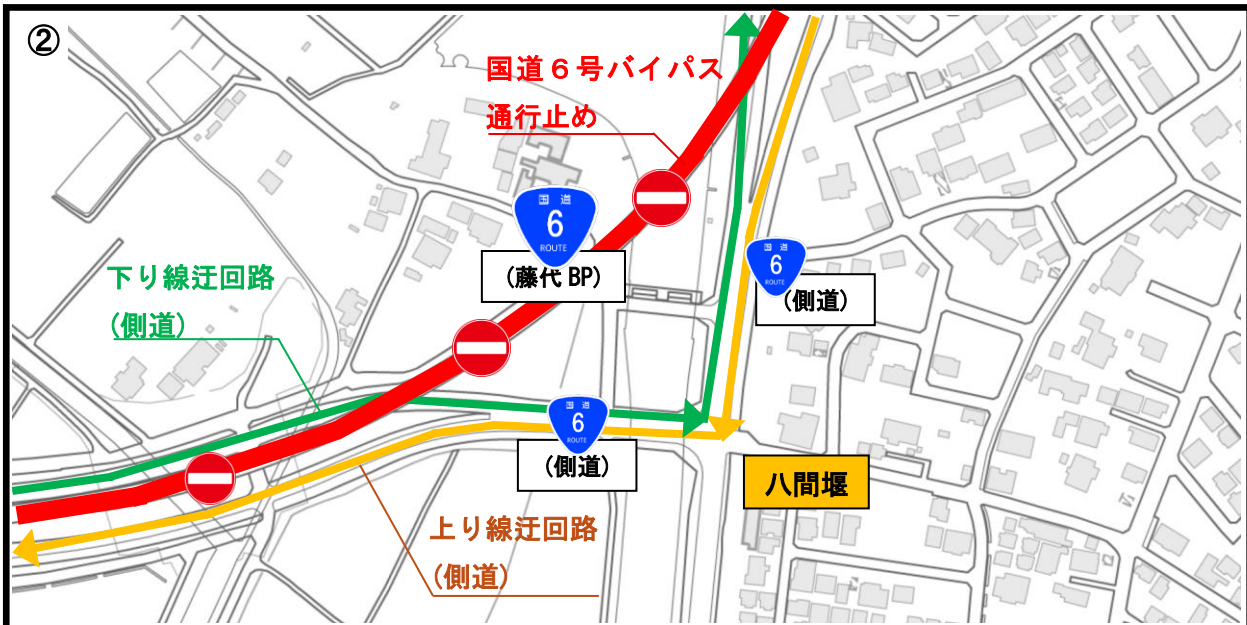 ②
国道６号バイパス
通行止め
国道
6
ROUTE
(藤代 BP)
国道
6
ROUTE
(側道)
下り線迂回路
(側道)
国道
6
ROUTE
(側道)
八間堰
上り線迂回路
(側道)